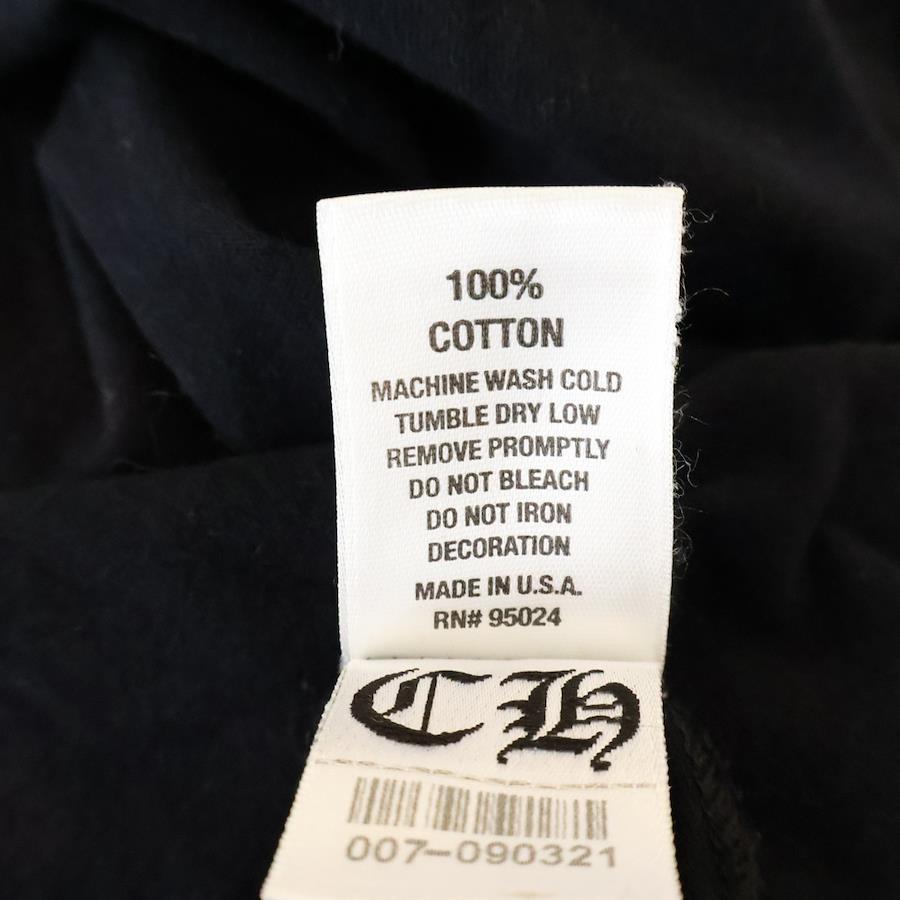 100%
COTTON
MACHINE WASH COLD
TUMBLE DRY LOW
REMOVE PROMPTLY
DO NOT BLEACH
DO NOT IRON
DECORATION
MADE IN U.S.A.
RN# 95024
CH
007-090321